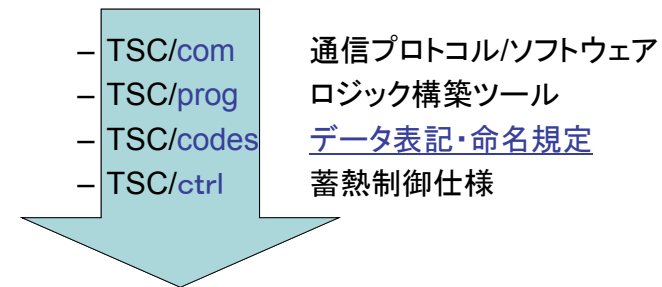 – TSC/com 通信プロトコル/ソフトウェア
– TSC/prog ロジック構築ツール
– TSC/codes データ表記・命名規定
– TSC/ctrl 蓄熱制御仕様